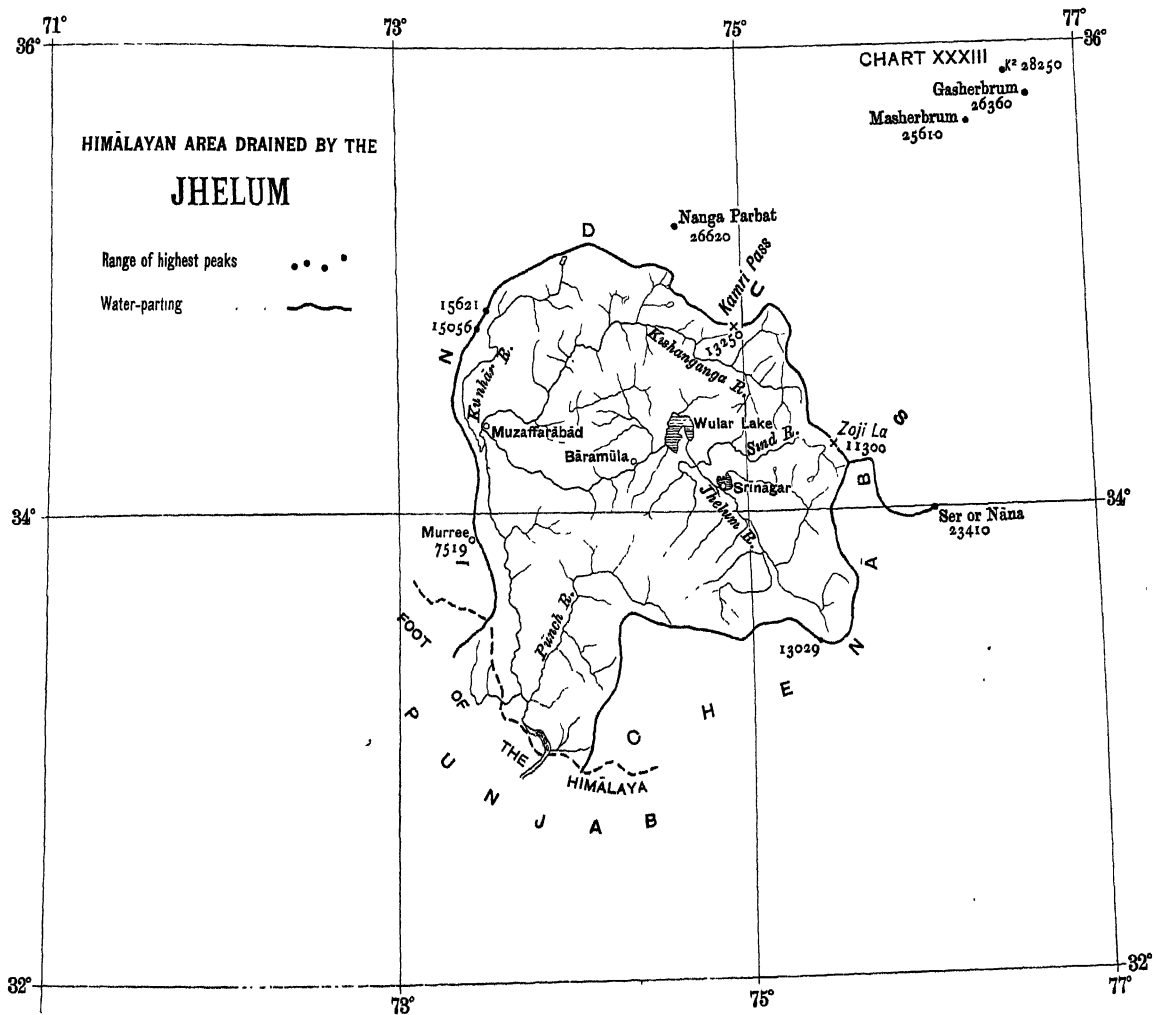 71°
73°
75°
77°
36°
36°
CHART XXXIII
K² 28250
Gasherbrum
26360
Masherbrum
25610
HIMĀLAYAN AREA DRAINED BY THE
JHELUM
Range of highest peaks
Water-parting
Nanga Parbat
26620
Kamri Pass
13250
15621
15056
Kunhār R.
Kishanganga R.
Muzaffarābād
Wular Lake
Sind R.
Zoji La
11300
Bāramūla
Srīnagar
Jhelum R.
34°
34°
Ser or Nāna
23410
Murree
7519
Pūnch R.
13029
FOOT
OF
THE
HIMĀLAYA
I N D U S
C H E N Ā B
P U N J A B
32°
32°
73°
75°
77°